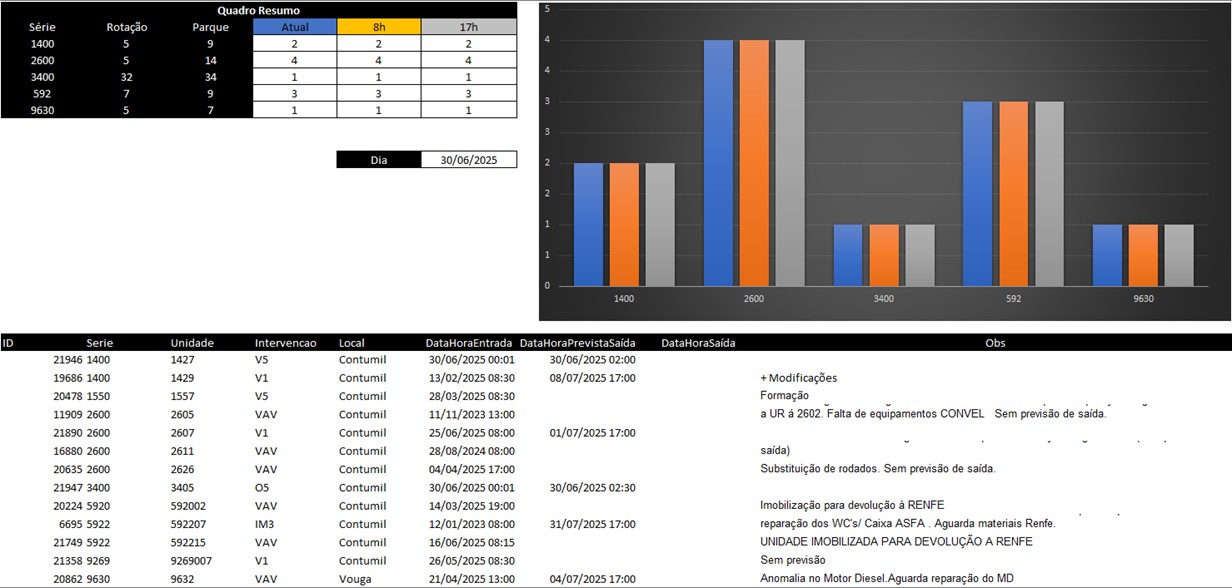 Quadro Resumo
Série Rotação Parque Atual 8h 17h
1400 5 9 2 2 2
2600 5 14 4 4 4
3400 32 34 1 1 1
592 7 9 3 3 3
9630 5 7 1 1 1
Dia 30/06/2025
5
4
4
3
3
2
2
1
1
0
1400 2600 3400 592 9630
ID Serie Unidade Intervencao Local DataHoraEntrada DataHoraPrevistaSaída DataHoraSaída Obs
21946 1400 1427 V5 Contumil 30/06/2025 00:01 30/06/2025 02:00
19686 1400 1429 V1 Contumil 13/02/2025 08:30 08/07/2025 17:00 + Modificações
20478 1550 1557 V5 Contumil 28/03/2025 08:30 Formação
11909 2600 2605 VAV Contumil 11/11/2023 13:00 a UR á 2602. Falta de equipamentos CONVEL Sem previsão de saída.
21890 2600 2607 V1 Contumil 25/06/2025 08:00 01/07/2025 17:00
16880 2600 2611 VAV Contumil 28/08/2024 08:00 saída)
20635 2600 2626 VAV Contumil 04/04/2025 17:00 Substituição de rodados. Sem previsão de saída.
21947 3400 3405 O5 Contumil 30/06/2025 00:01 30/06/2025 02:30
20224 5920 592002 VAV Contumil 14/03/2025 19:00 Imobilização para devolução à RENFE
6695 5922 592207 IM3 Contumil 12/01/2023 08:00 31/07/2025 17:00 reparação dos WC's/ Caixa ASFA . Aguarda materiais Renfe.
21749 5922 592215 VAV Contumil 16/06/2025 08:15 UNIDADE IMOBILIZADA PARA DEVOLUÇÃO A RENFE
21358 9269 9269007 V1 Contumil 26/05/2025 08:30 Sem previsão
20862 9630 9632 VAV Vouga 21/04/2025 13:00 04/07/2025 17:00 Anomalia no Motor Diesel.Aguarda reparação do MD